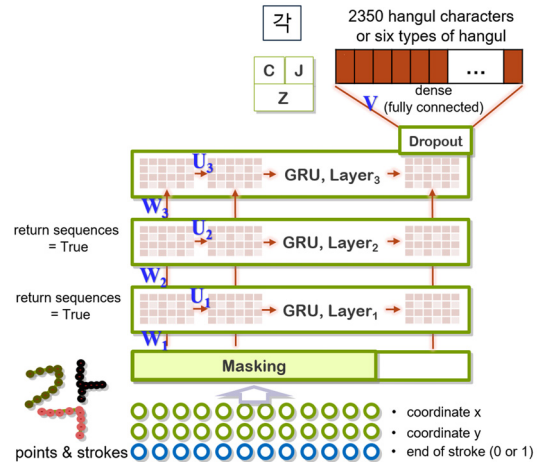 각
2350 hangul characters
or six types of hangul
C J
Z
...
dense
(fully connected)
V
Dropout
U3
GRU, Layer3
W3
return sequences
= True
U2
GRU, Layer2
W2
return sequences
= True
U1
GRU, Layer1
W1
Masking
각
• coordinate x
• coordinate y
points & strokes
• end of stroke (0 or 1)